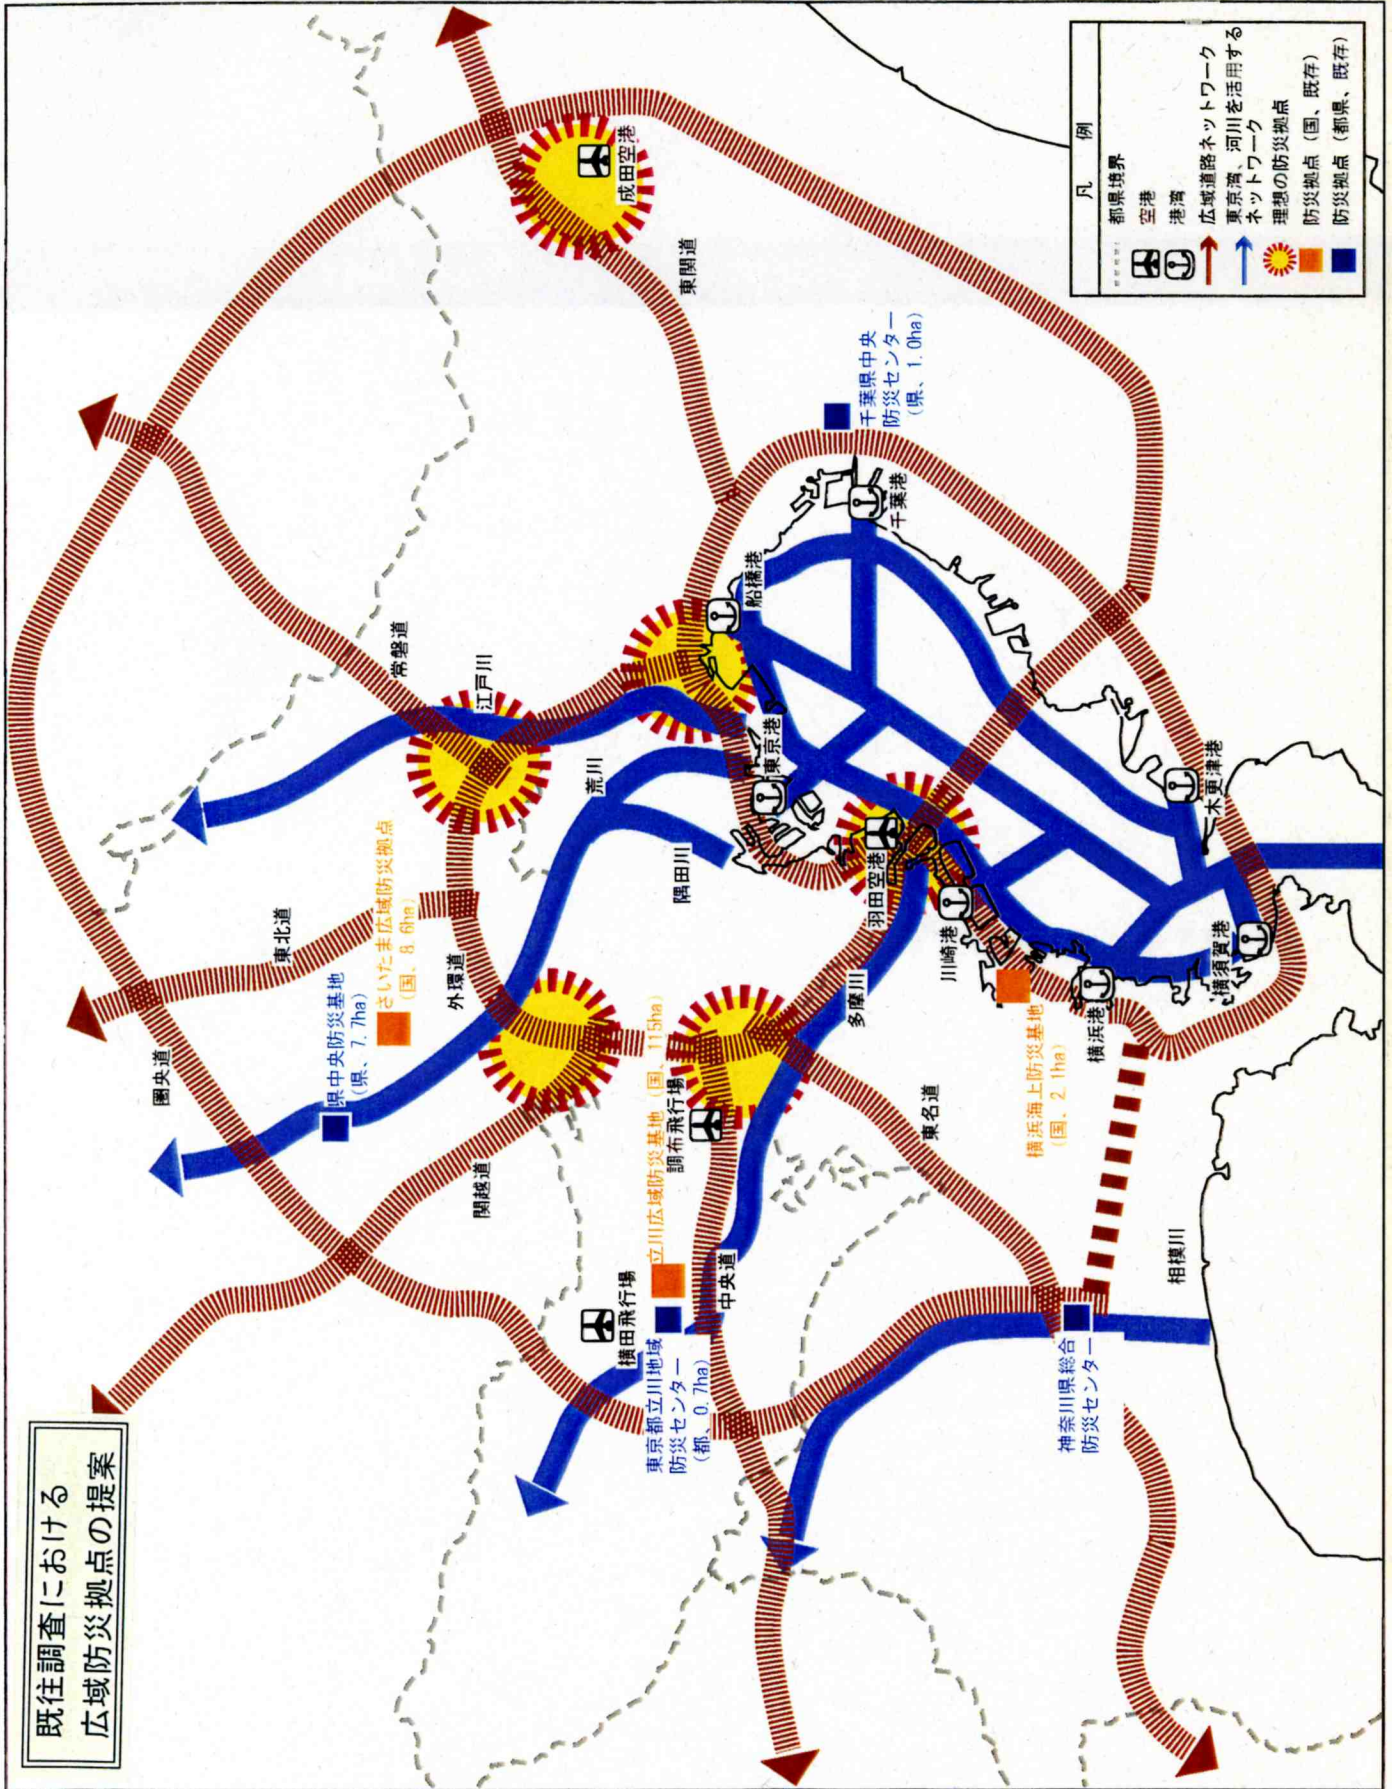 既往調査における
広域防災拠点の提案
圏央道
東北道
常磐道
江戸川
県中央防災基地
(県、7.7ha)
さいたま広域防災拠点
(国、8.6ha)
外環道
荒川
関越道
隅田川
成田空港
東関道
船橋港
東京港
千葉県中央
防災センター
(県、1.0ha)
千葉港
横田飛行場
東京都立川地域
防災センター
(都、0.7ha)
立川広域防災基地 (国、115ha)
調布飛行場
中央道
多摩川
羽田空港
川崎港
東名道
横浜海上防災基地
(国、2.1ha)
横浜港
横須賀港
木更津港
相模川
神奈川県総合
防災センター
凡 例
都県境界
空港
港湾
広域道路ネットワーク
東京湾、河川を活用する
ネットワーク
理想の防災拠点
防災拠点 (国、既存)
防災拠点 (都県、既存)